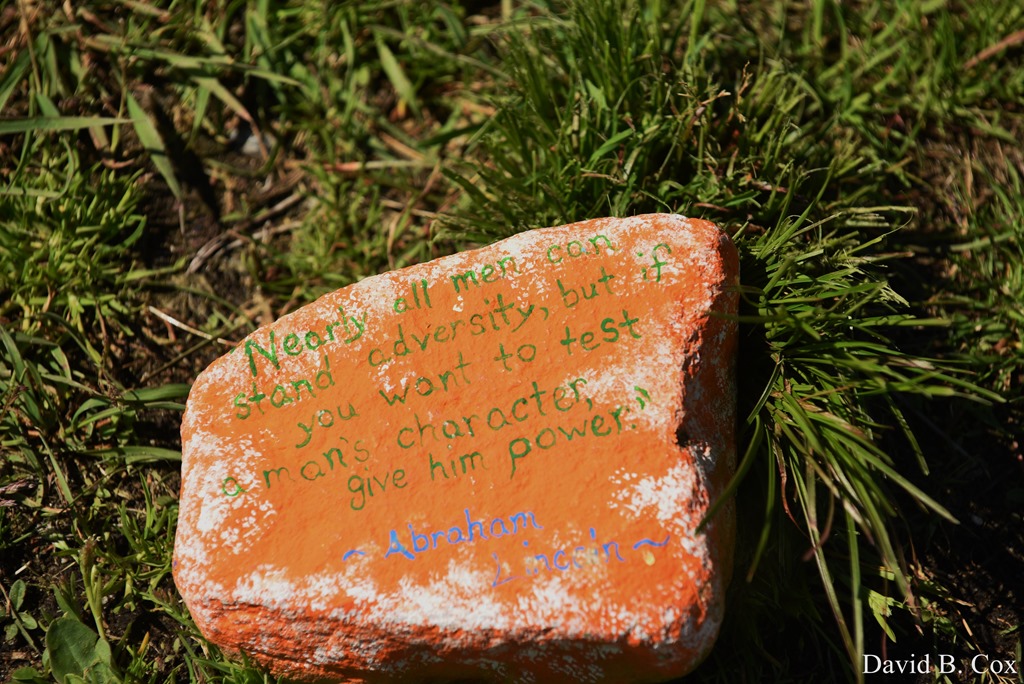 Nearly all men can
stand adversity, but if
you want to test
a man's character,
give him power."
~ Abraham
Lincoln ~
David B. Cox